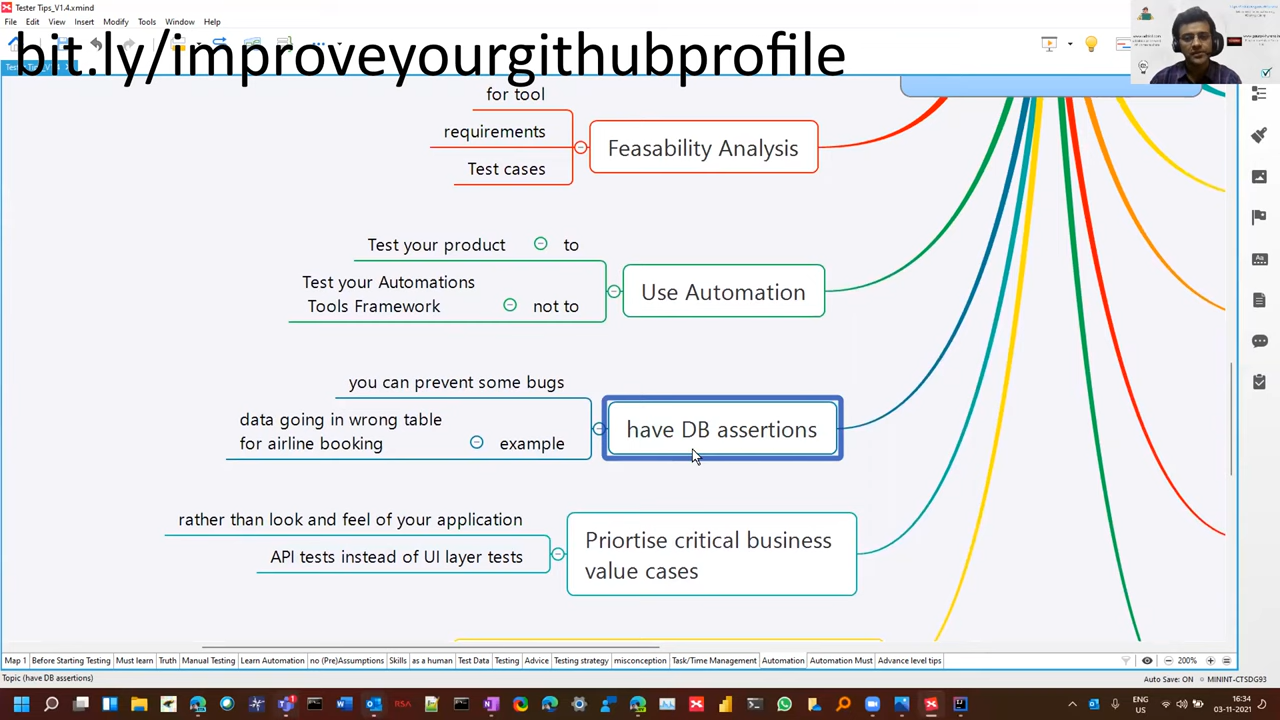 Tester Tips_V1.4.xmind
File Edit View Insert Modify Tools Window Help
bit.ly/improveyourgithubprofile
for tool
requirements
Test cases
Feasability Analysis
Test your product
to
Test your Automations
Tools Framework
not to
Use Automation
you can prevent some bugs
data going in wrong table
for airline booking
example
have DB assertions
rather than look and feel of your application
API tests instead of UI layer tests
Priortise critical business
value cases
Map 1 Before Starting Testing Must learn Truth Manual Testing Learn Automation no (Pre)Assumptions Skills as a human Test Data Testing Advice Testing strategy misconception Task/Time Management Automation Automation Must Advance level tips
200%
Topic (have DB assertions)
Auto Save: ON
MININT-CTSDG93
RSA
ENG
US
16:34
03-11-2021